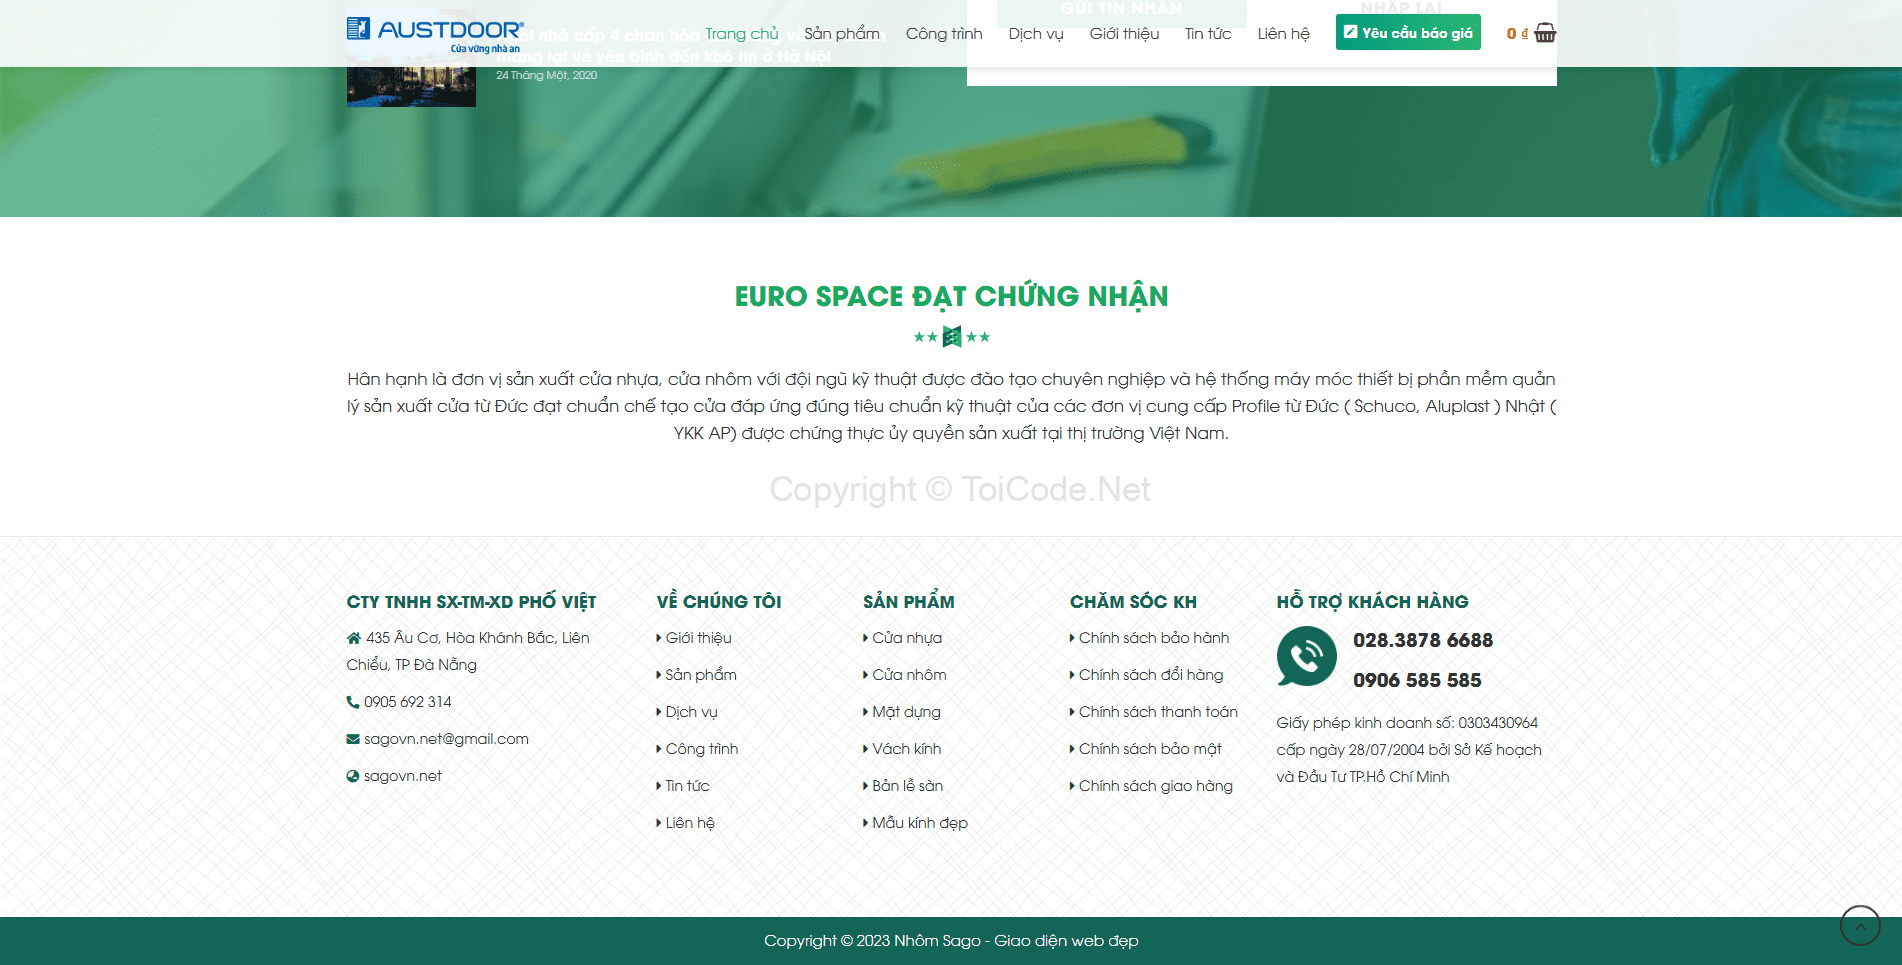 AUSTDOOR
Cửa vững nhà an
Trang chủ
Sản phẩm
Công trình
Dịch vụ
Giới thiệu
Tin tức
Liên hệ
Yêu cầu báo giá
0 ₫
GỬI TIN NHẮN
NHẬP LẠI
nhà cấp 4 chan hòa
mang lại vẻ yên bình đến khó tin ở Hà Nội
24 Tháng Một, 2020
EURO SPACE ĐẠT CHỨNG NHẬN
Hân hạnh là đơn vị sản xuất cửa nhựa, cửa nhôm với đội ngũ kỹ thuật được đào tạo chuyên nghiệp và hệ thống máy móc thiết bị phần mềm quản
lý sản xuất cửa từ Đức đạt chuẩn chế tạo cửa đáp ứng đúng tiêu chuẩn kỹ thuật của các đơn vị cung cấp Profile từ Đức ( Schuco, Aluplast ) Nhật (
YKK AP) được chứng thực ủy quyền sản xuất tại thị trường Việt Nam.
Copyright © ToiCode.Net
CTY TNHH SX-TM-XD PHỐ VIỆT
435 Âu Cơ, Hòa Khánh Bắc, Liên
Chiểu, TP Đà Nẵng
0905 692 314
sagovn.net@gmail.com
sagovn.net
VỀ CHÚNG TÔI
Giới thiệu
Sản phẩm
Dịch vụ
Công trình
Tin tức
Liên hệ
SẢN PHẨM
Cửa nhựa
Cửa nhôm
Mặt dựng
Vách kính
Bản lề sàn
Mẫu kính đẹp
CHĂM SÓC KH
Chính sách bảo hành
Chính sách đổi hàng
Chính sách thanh toán
Chính sách bảo mật
Chính sách giao hàng
HỖ TRỢ KHÁCH HÀNG
028.3878 6688
0906 585 585
Giấy phép kinh doanh số: 0303430964
cấp ngày 28/07/2004 bởi Sở Kế hoạch
và Đầu Tư TP.Hồ Chí Minh
Copyright © 2023 Nhôm Sago - Giao diện web đẹp